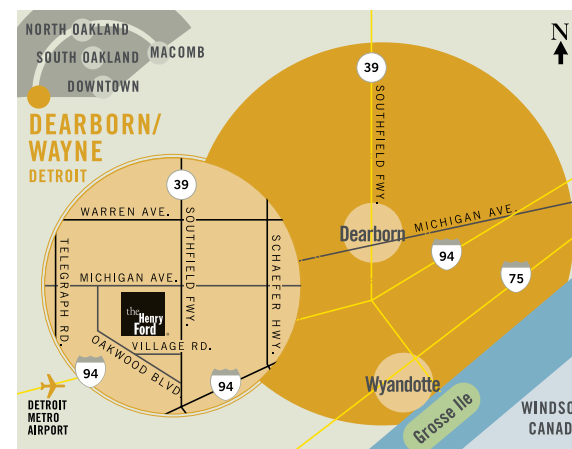 NORTH OAKLAND
SOUTH OAKLAND
MACOMB
DOWNTOWN
DEARBORN/
WAYNE
DETROIT
N
39
SOUTHFIELD FWY.
MICHIGAN AVE.
Dearborn
94
75
Wyandotte
Grosse Ile
WINDSO
CANAD
39
WARREN AVE.
SOUTHFIELD FWY.
SCHAEFER HWY.
TELEGRAPH RD.
MICHIGAN AVE.
the
Henry
Ford
VILLAGE RD.
OAKWOOD BLVD
94
94
DETROIT
METRO
AIRPORT